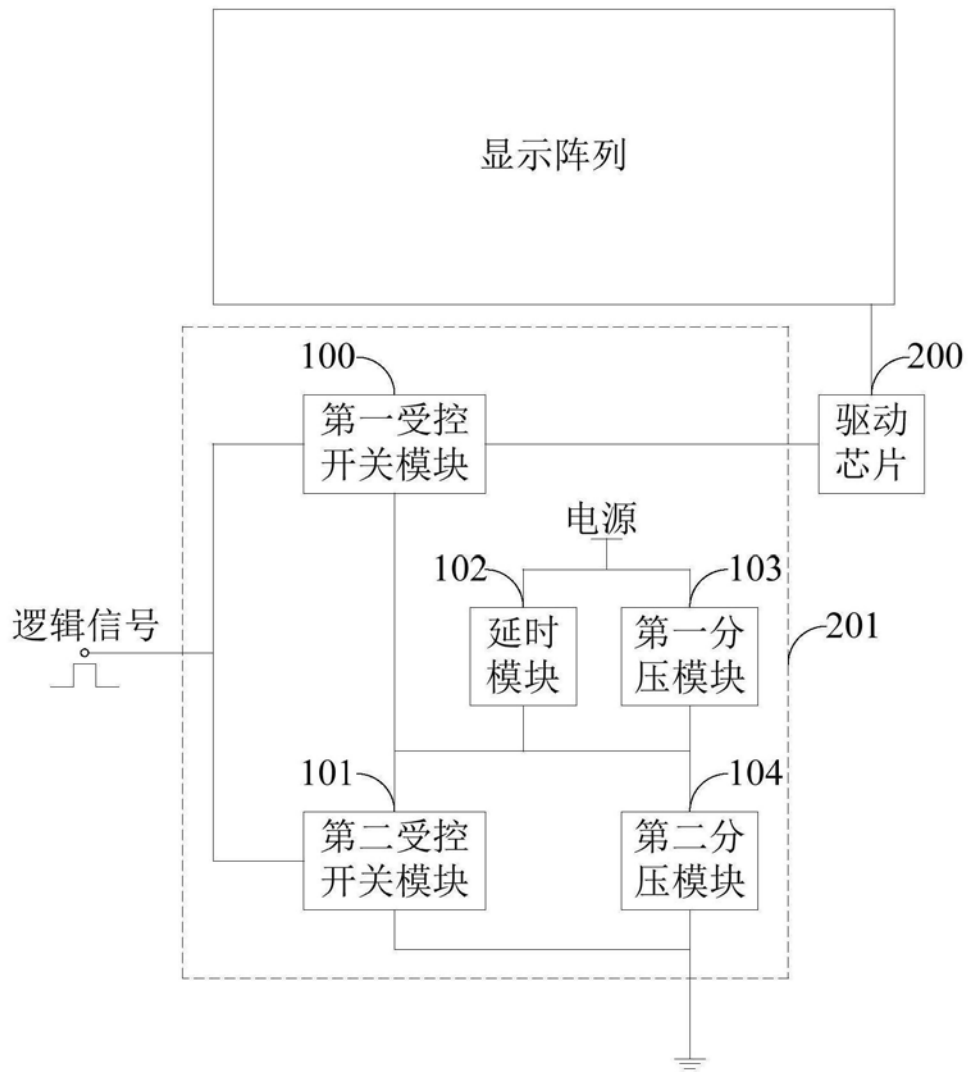 显示阵列
100
200
第一受控
开关模块
驱动
芯片
电源
102
103
逻辑信号
延时
模块
第一分
压模块
201
101
104
第二受控
开关模块
第二分
压模块